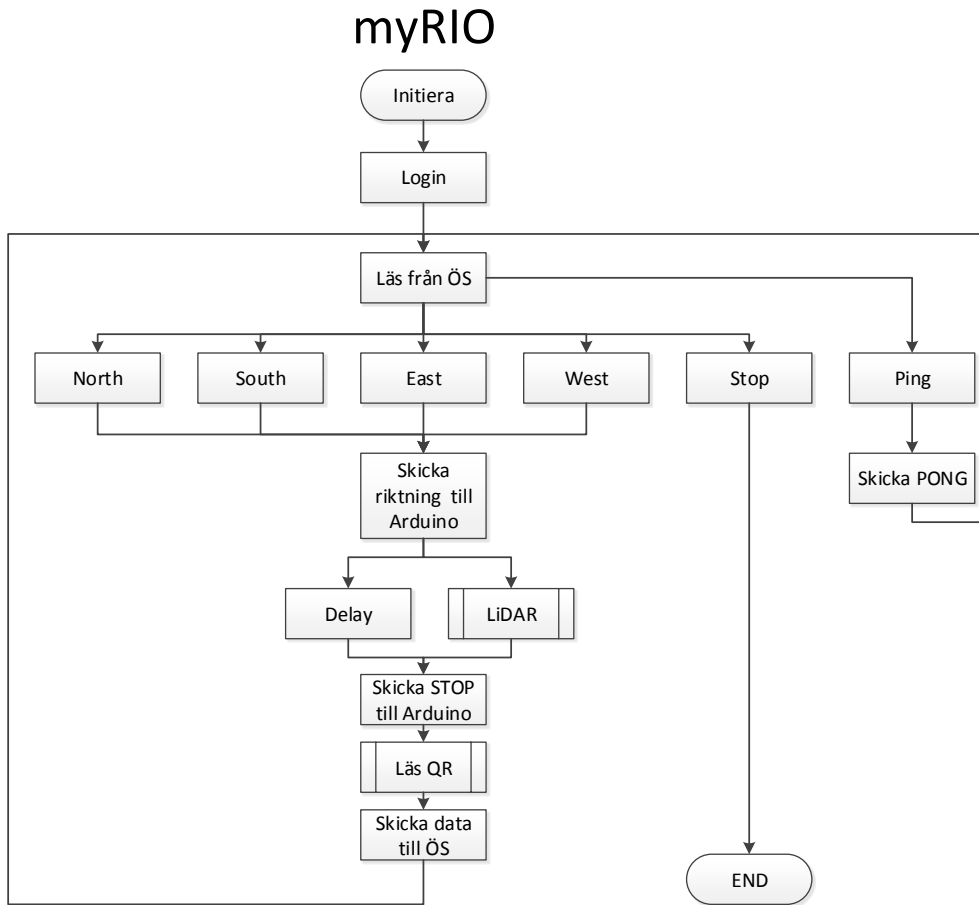 myRIO
Initiera
Login
Läs från ÖS
North
South
East
West
Stop
Ping
Skicka
riktning till
Arduino
Skicka PONG
Delay
LiDAR
Skicka STOP
till Arduino
Läs QR
Skicka data
till ÖS
END